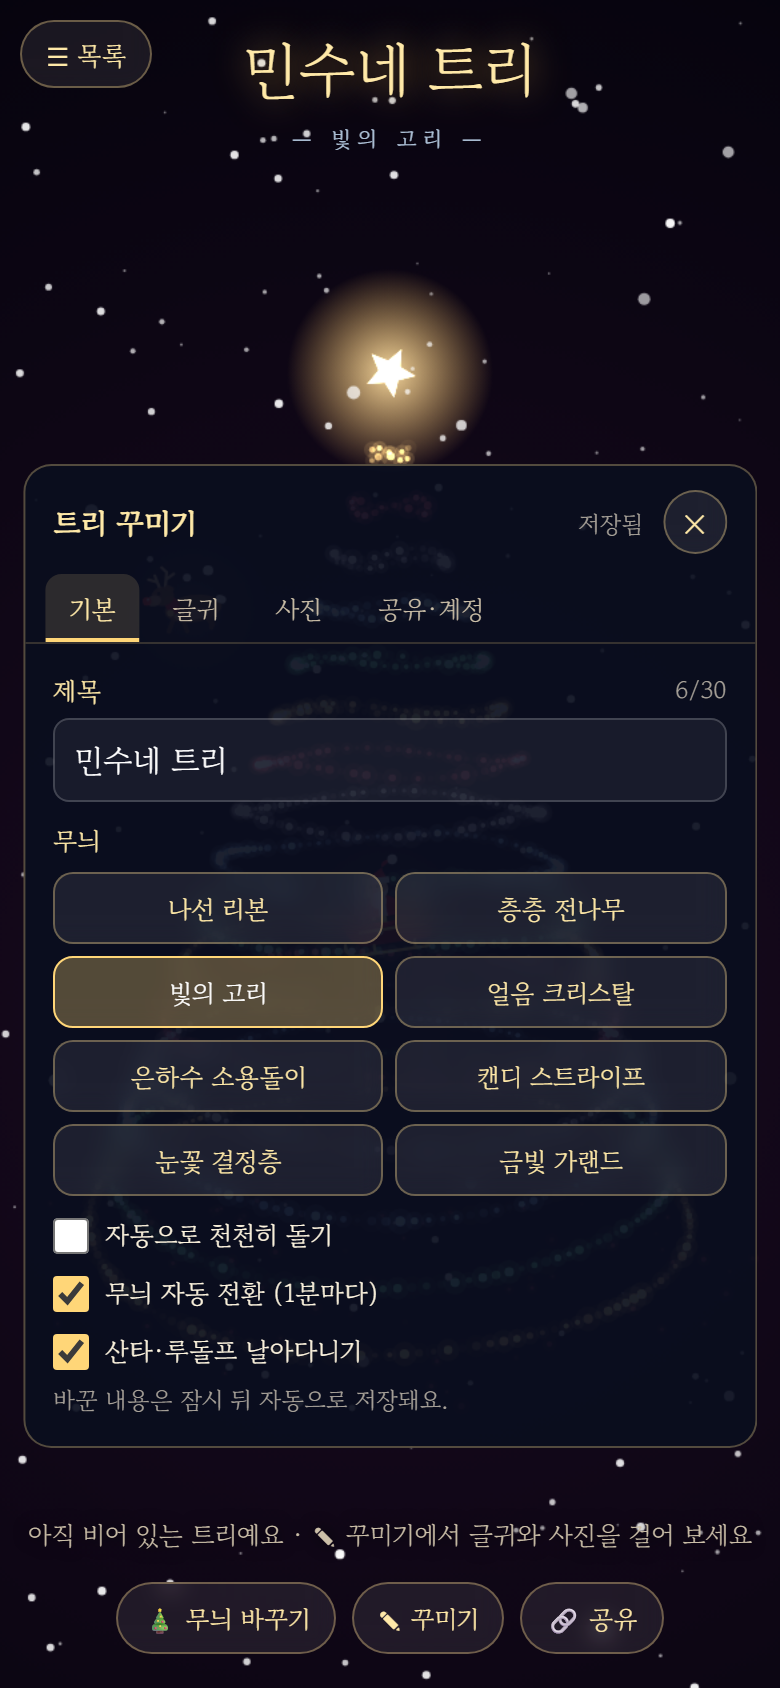 ☰ 목록
민수네 트리
— 빛의 고리 —
트리 꾸미기
저장됨
×
기본 글귀 사진 공유·계정
제목 6/30
민수네 트리
무늬
나선 리본 층층 전나무
빛의 고리 얼음 크리스탈
은하수 소용돌이 캔디 스트라이프
눈꽃 결정층 금빛 가랜드
자동으로 천천히 돌기
무늬 자동 전환 (1분마다)
산타·루돌프 날아다니기
바꾼 내용은 잠시 뒤 자동으로 저장돼요.
아직 비어 있는 트리예요 · ✏️ 꾸미기에서 글귀와 사진을 걸어 보세요
🎄 무늬 바꾸기 ✏️ 꾸미기 🔗 공유